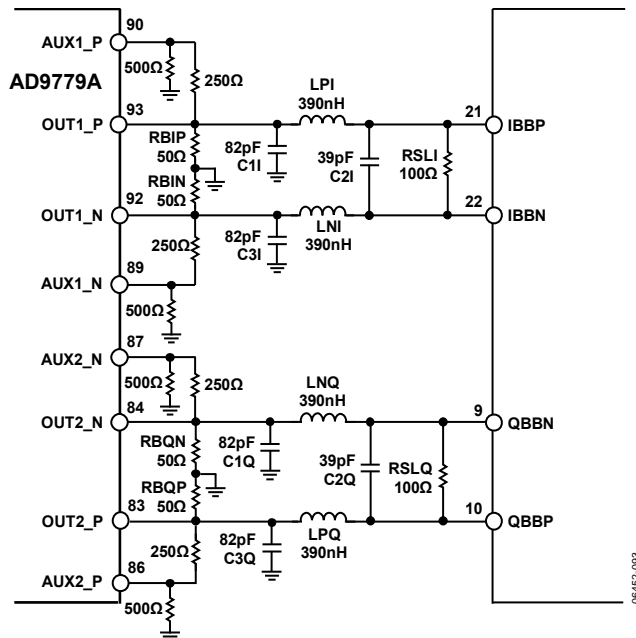 90
AUX1_P
500Ω
250Ω
AD9779A
LPI
390nH
93
21
OUT1_P
IBBP
RBIP
50Ω
82pF
C1I
39pF
C2I
RSLI
100Ω
RBIN
50Ω
92
22
OUT1_N
IBBN
250Ω
82pF
C3I
LNI
390nH
89
AUX1_N
500Ω
87
AUX2_N
500Ω
250Ω
LNQ
390nH
84
9
OUT2_N
QBBN
RBQN
50Ω
82pF
C1Q
39pF
C2Q
RSLQ
100Ω
RBQP
50Ω
83
10
OUT2_P
QBBP
250Ω
82pF
C3Q
LPQ
390nH
86
AUX2_P
500Ω
06452-093